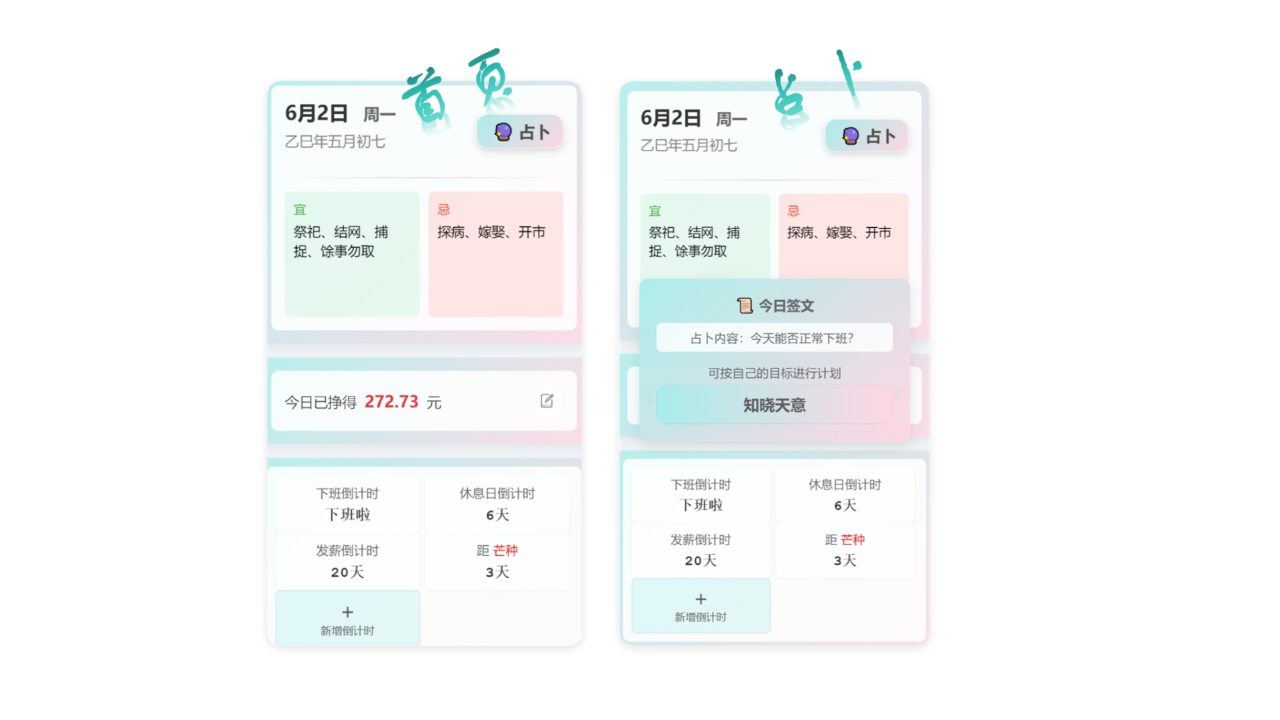 首页
6月2日 周一
乙巳年五月初七
占卜
宜
祭祀、结网、捕
捉、馀事勿取
忌
探病、嫁娶、开市
今日已挣得 272.73 元
下班倒计时
下班啦
休息日倒计时
6天
发薪倒计时
20天
距 芒种
3天
+
新增倒计时
占卜
6月2日 周一
乙巳年五月初七
占卜
宜
祭祀、结网、捕
捉、馀事勿取
忌
探病、嫁娶、开市
今日签文
占卜内容：今天能否正常下班？
可按自己的目标进行计划
知晓天意
下班倒计时
下班啦
休息日倒计时
6天
发薪倒计时
20天
距 芒种
3天
+
新增倒计时